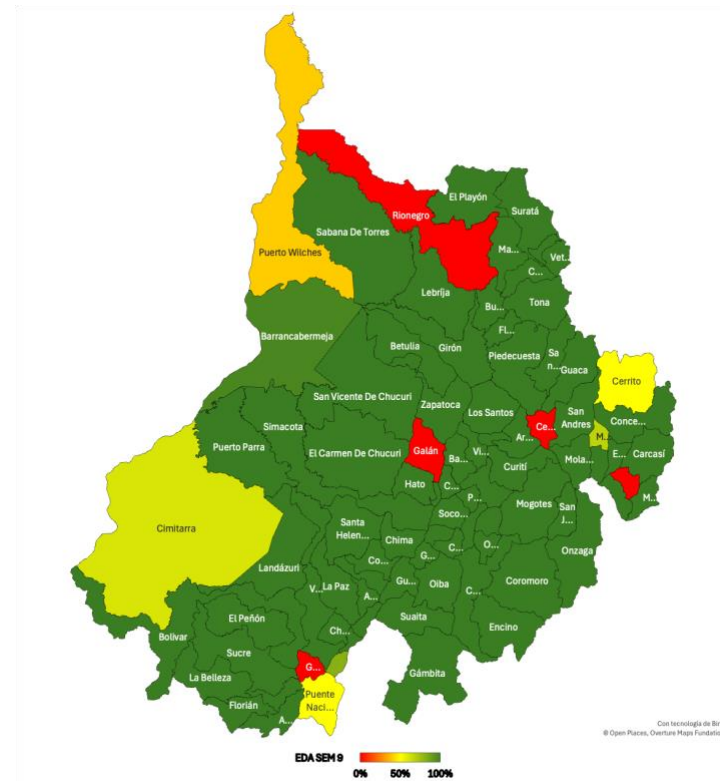 El Playón
Suratá
Rionegro
Sabana De Torres
Ma...
Vet...
Puerto Wilches
C...
Lebríja
Bu...
Tona
Fl...
Barrancabermeja
Betulia
Girón
Piedecuesta
Sa
n...
Guaca
Cerrito
San Vicente De Chucurí
Zapatoca
Los Santos
San
Andres
Conce...
Simacota
Ce...
Puerto Parra
El Carmen De Chucuri
Galán
Ar...
M...
Ba...
Vi...
Mola...
E...
Carcasí
Curití
Hato
C...
P...
M...
Mogotes
San
J...
Soco...
Cimitarra
Santa
Helen...
Chima
Onzaga
Co...
G...
C...
O...
Landázuri
V...
La Paz
A...
Gu...
Oiba
C...
Coromoro
El Peñón
Suaita
Encino
Bolivar
Ch...
Sucre
La Belleza
G...
Gámbita
Puente
Naci...
Florián
A...
Con tecnología de Bin
© Open Places, Overture Maps Fundatio
EDA SEM 9
0% 50% 100%